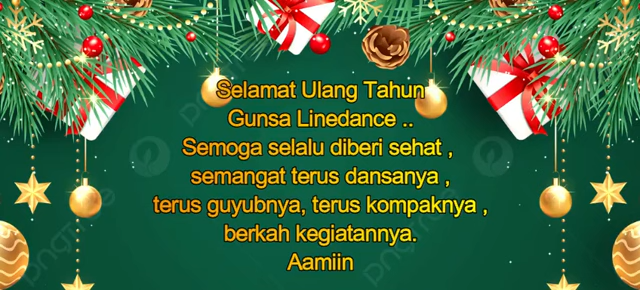 Selamat Ulang Tahun
Gunsa Linedance ..
Semoga selalu diberi sehat ,
semangat terus dansanya ,
terus guyubnya, terus kompaknya ,
berkah kegiatannya.
Aamiin